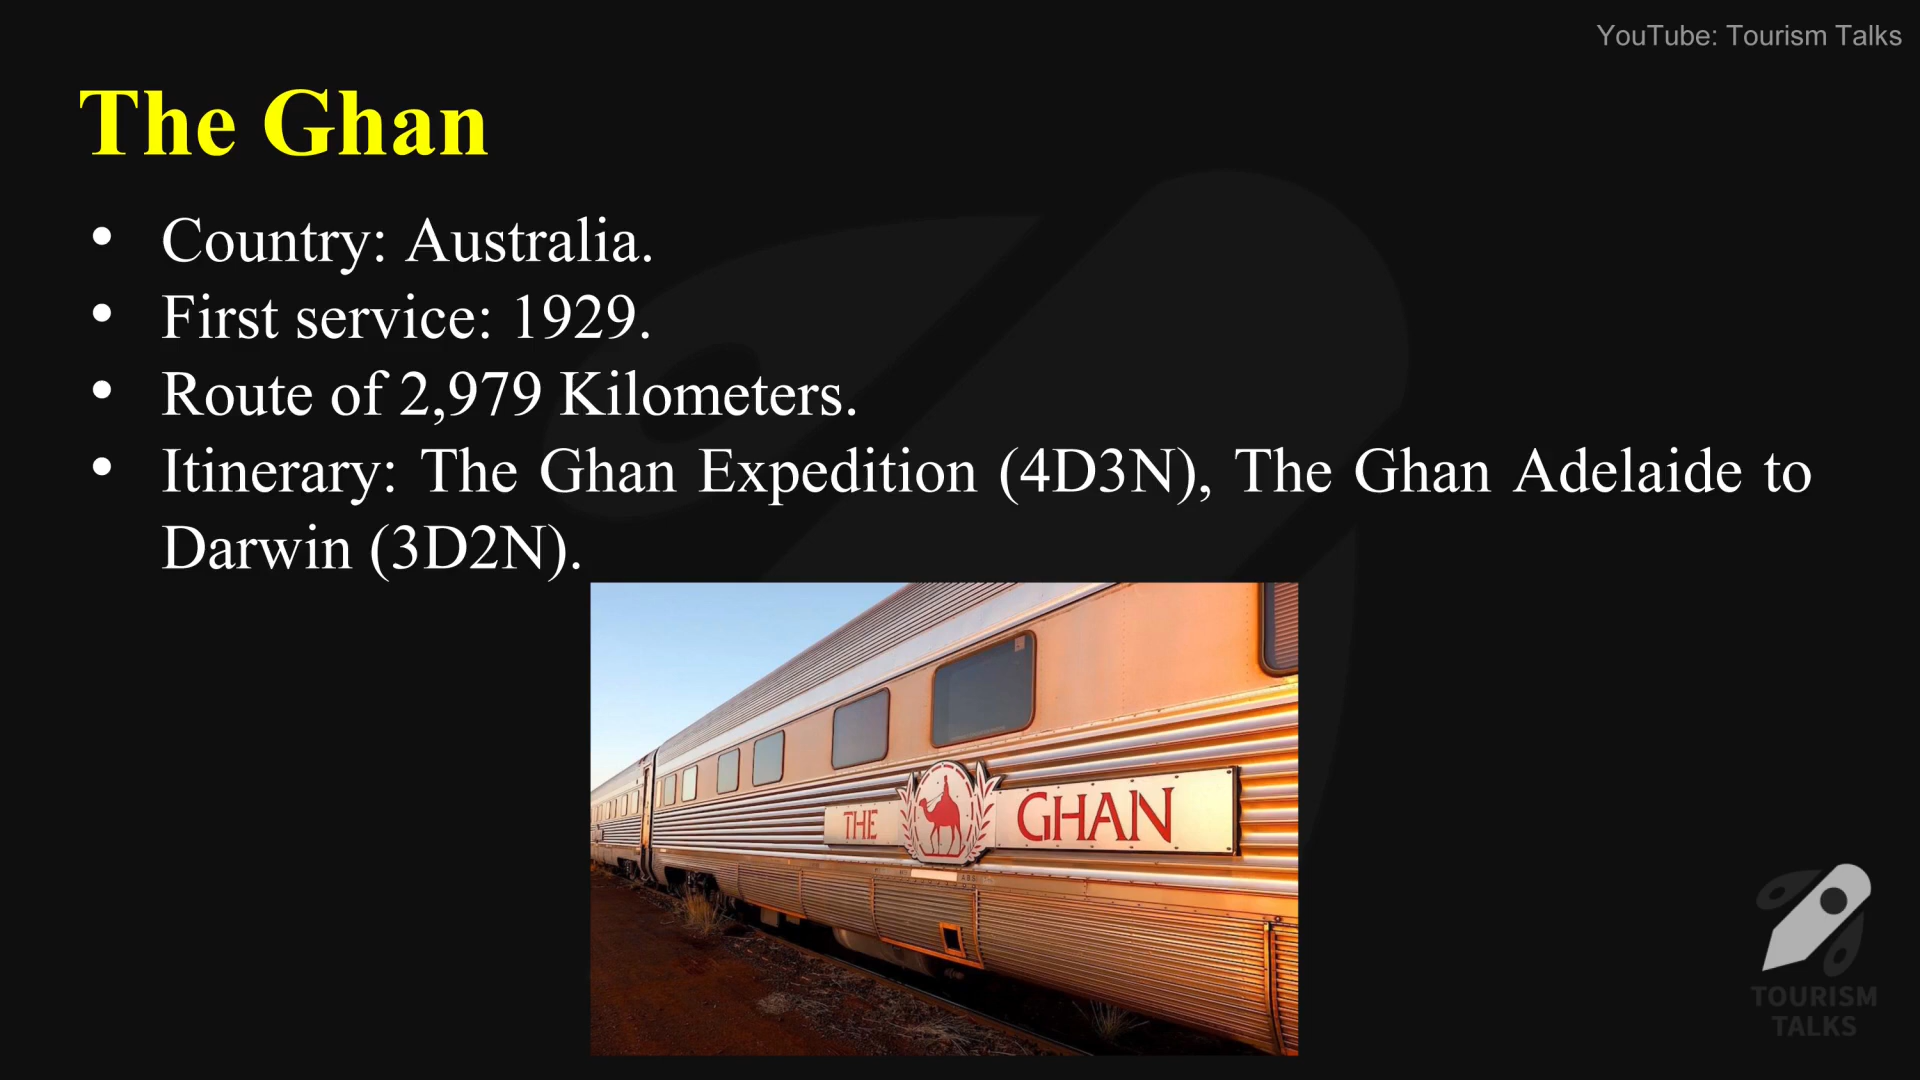 YouTube: Tourism Talks
The Ghan
• Country: Australia.
• First service: 1929.
• Route of 2,979 Kilometers.
• Itinerary: The Ghan Expedition (4D3N), The Ghan Adelaide to
Darwin (3D2N).
THE GHAN
TOURISM
TALKS